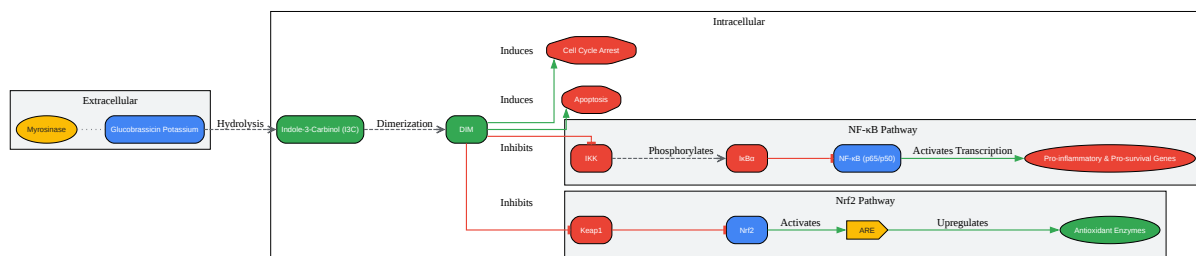 Intracellular
Induces
Cell Cycle Arrest
Extracellular
Induces
Apoptosis
Myrosinase
Glucobrassicin Potassium
Hydrolysis
Indole-3-Carbinol (I3C)
Dimerization
DIM
Inhibits
NF-κB Pathway
IKK
Phosphorylates
IκBα
NF-κB (p65/p50)
Activates Transcription
Pro-inflammatory & Pro-survival Genes
Inhibits
Nrf2 Pathway
Keap1
Nrf2
Activates
ARE
Upregulates
Antioxidant Enzymes